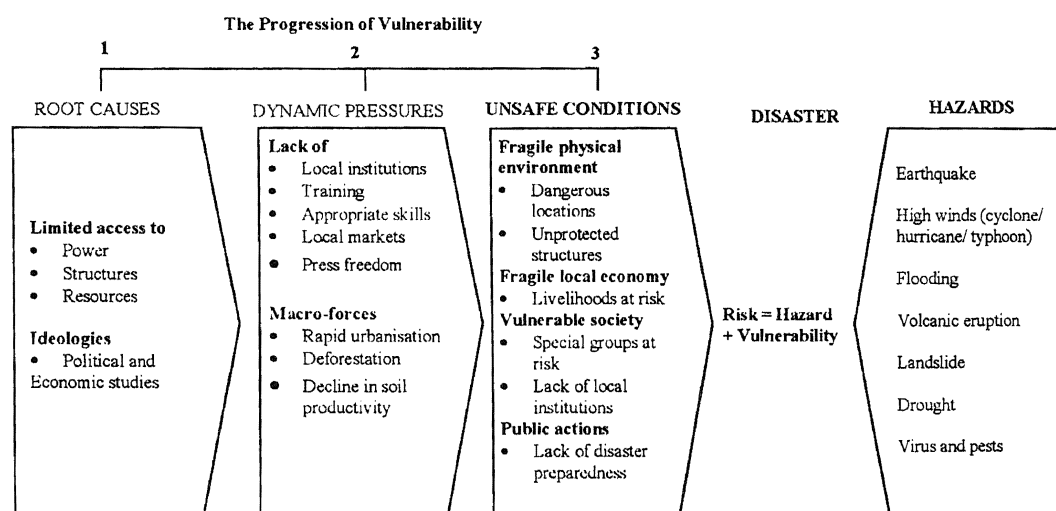 The Progression of Vulnerability
1
2
3
ROOT CAUSES
Limited access to
• Power
• Structures
• Resources
Ideologies
• Political and
Economic studies
DYNAMIC PRESSURES
Lack of
• Local institutions
• Training
• Appropriate skills
• Local markets
• Press freedom
Macro-forces
• Rapid urbanisation
• Deforestation
• Decline in soil
productivity
UNSAFE CONDITIONS
Fragile physical
environment
• Dangerous
locations
• Unprotected
structures
Fragile local economy
• Livelihoods at risk
Vulnerable society
• Special groups at
risk
• Lack of local
institutions
Public actions
• Lack of disaster
preparedness
DISASTER
Risk = Hazard
+ Vulnerability
HAZARDS
Earthquake
High winds (cyclone/
hurricane/ typhoon)
Flooding
Volcanic eruption
Landslide
Drought
Virus and pests